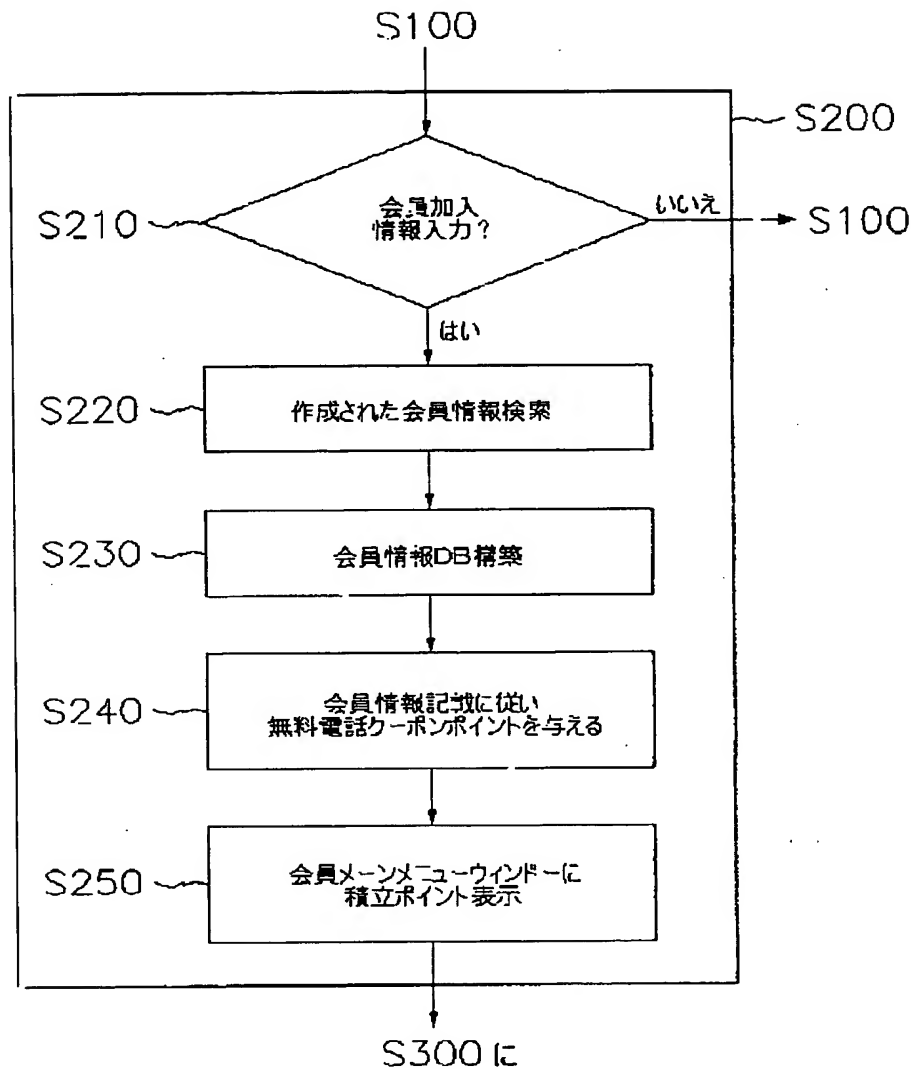 S100
S200
S210
会員加入
情報入力?
いいえ
S100
はい
S220
作成された会員情報検索
S230
会員情報DB構築
S240
会員情報記載に従い
無料電話クーポンポイントを与える
S250
会員メーンメニューウィンドーに
積立ポイント表示
S300に